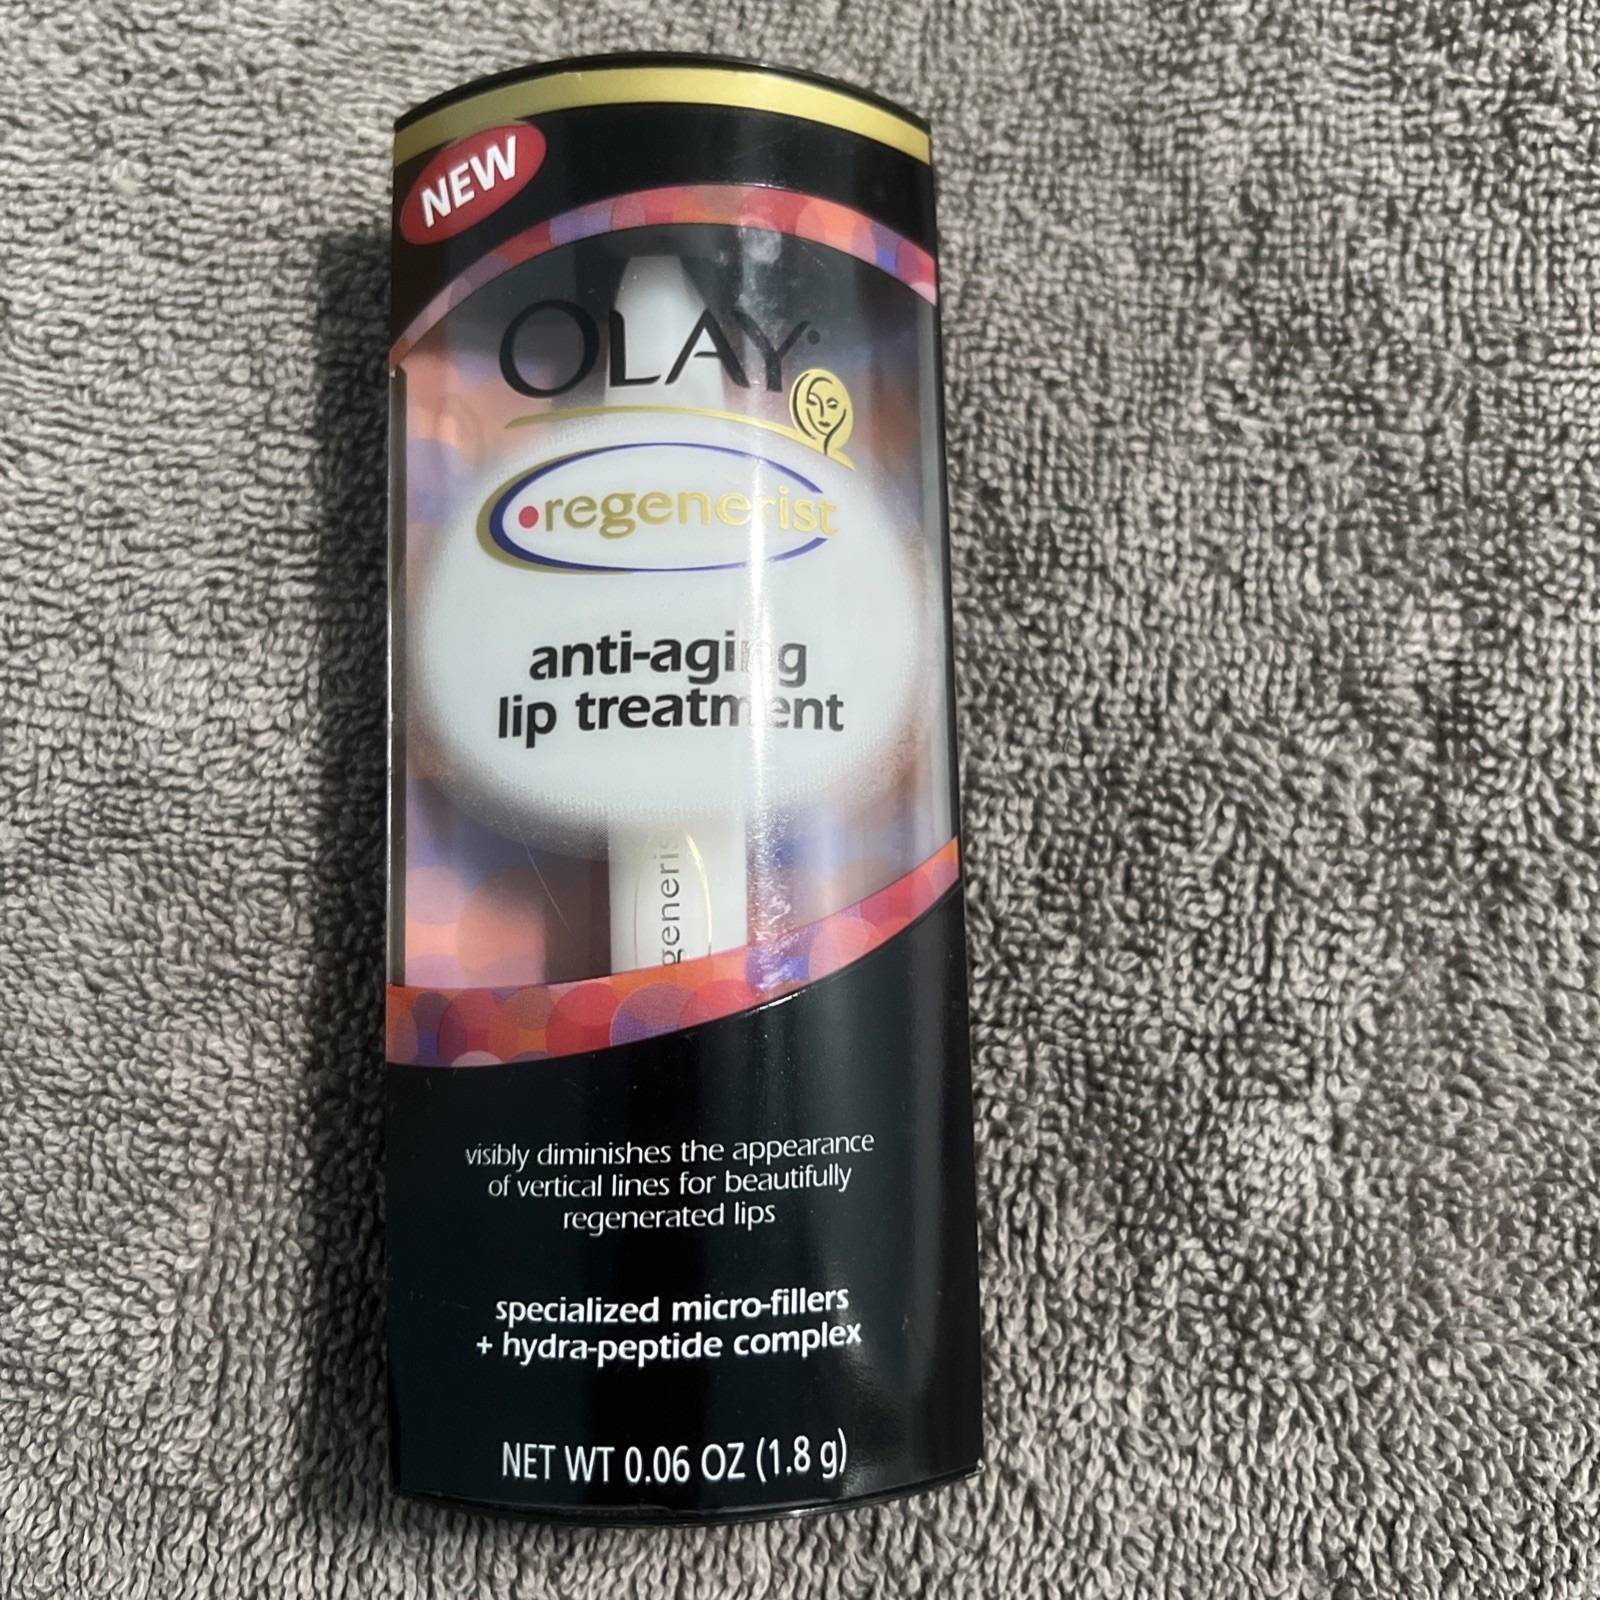 NEW
OLAY
regenerist
anti-aging
lip treatment
generis
visibly diminishes the appearance
of vertical lines for beautifully
regenerated lips
specialized micro-fillers
+ hydra-peptide complex
NET WT 0.06 OZ (1.8 g)